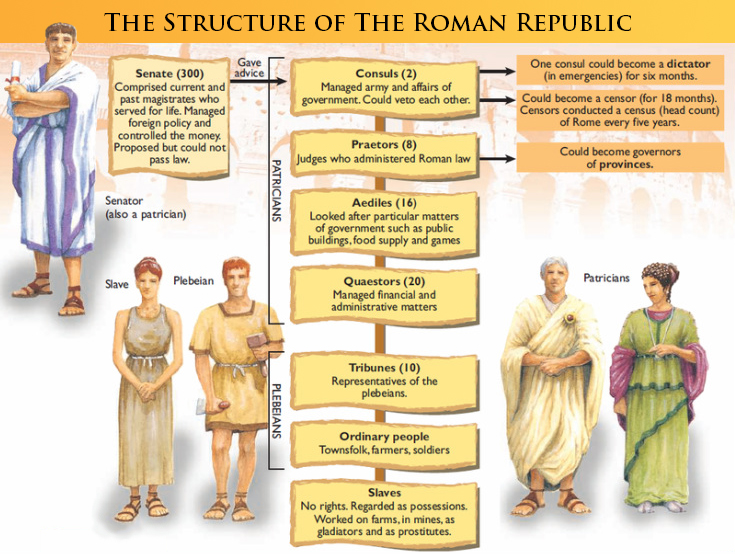 THE STRUCTURE OF THE ROMAN REPUBLIC
Senate (300)
Comprised current and
past magistrates who
served for life. Managed
foreign policy and
controlled the money.
Proposed but could not
pass law.
Gave
advice
Consuls (2)
Managed army and affairs of
government. Could veto each other.
One consul could become a dictator
(in emergencies) for six months.
Could become a censor (for 18 months).
Censors conducted a census (head count)
of Rome every five years.
Praetors (8)
Judges who administered Roman law
Could become governors
of provinces.
PATRICIANS
Aediles (16)
Looked after particular matters
of government such as public
buildings, food supply and games
Senator
(also a patrician)
Quaestors (20)
Managed financial and
administrative matters
Slave
Plebeian
Patricians
PLEBEIANS
Tribunes (10)
Representatives of the
plebeians.
Ordinary people
Townsfolk, farmers, soldiers
Slaves
No rights. Regarded as possessions.
Worked on farms, in mines, as
gladiators and as prostitutes.